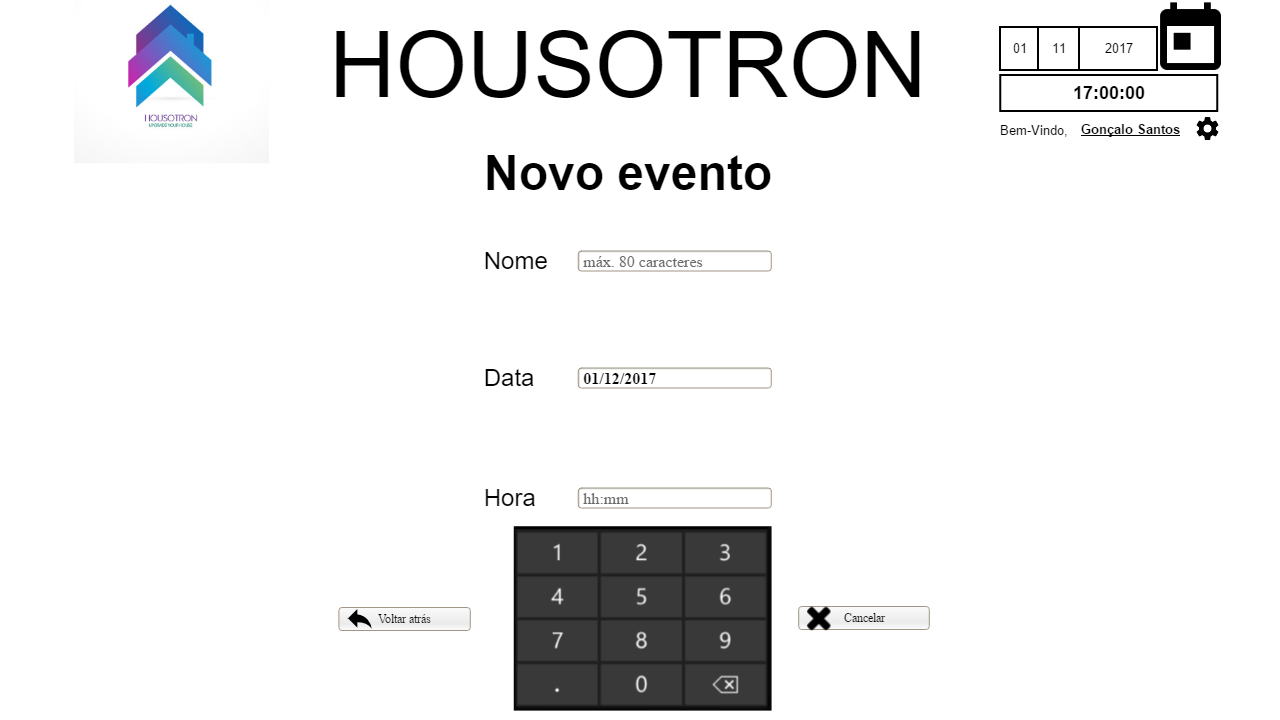 HOUSOTRON
UPGRADE YOUR HOUSE
HOUSOTRON
01 11 2017
17:00:00
Bem-Vindo, Gonçalo Santos
Novo evento
Nome máx. 80 caracteres
Data 01/12/2017
Hora hh:mm
1 2 3
4 5 6
7 8 9
. 0
Voltar atrás
Cancelar